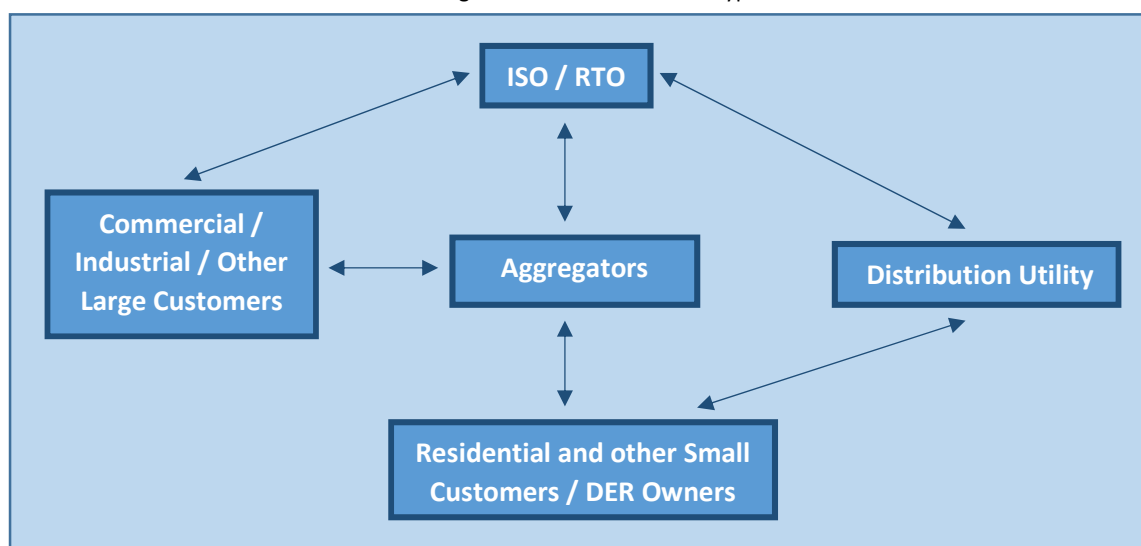 ISO / RTO
Commercial /
Industrial / Other
Large Customers
Aggregators
Distribution Utility
Residential and other Small
Customers / DER Owners